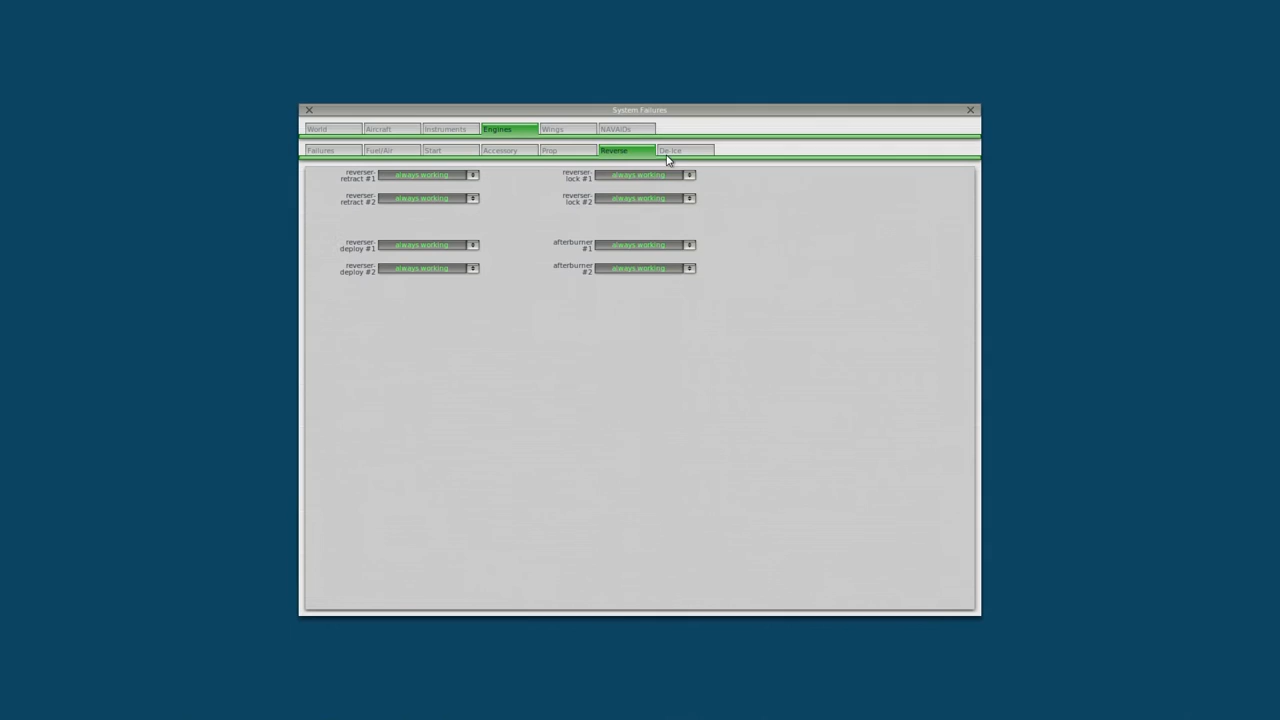 System Failures
World Aircraft Instruments Engines Wings NAVAIDs
Failures Fuel/Air Start Accessory Prop Reverse De-Ice
reverser-
retract #1 always working
reverser-
lock #1 always working
reverser-
retract #2 always working
reverser-
lock #2 always working
reverser-
deploy #1 always working
afterburner
#1 always working
reverser-
deploy #2 always working
afterburner
#2 always working